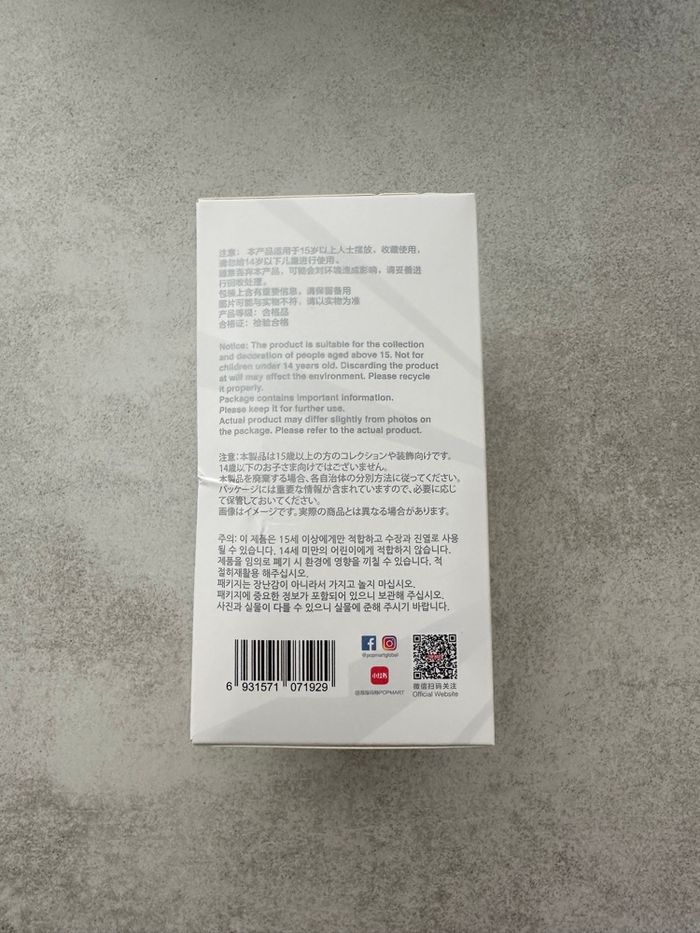 注意： 本产品适用于15岁以上人士摆放，收藏使用，
请勿给14岁以下儿童进行使用。
随意丢弃本产品，可能会对环境造成影响，请妥善进
行回收处理。
包装上含有重要信息，请保留备用
图片可能与实物不符，请以实物为准
产品等级：合格品
合格证：检验合格
Notice: The product is suitable for the collection
and decoration of people aged above 15. Not for
children under 14 years old. Discarding the product
at will may affect the environment. Please recycle
it properly.
Package contains important information.
Please keep it for further use.
Actual product may differ slightly from photos on
the package. Please refer to the actual product.
注意:本製品は15歳以上の方のコレクションや装飾向けです。
14歳以下のお子さま向けではございません。
本製品を廃棄する場合、各自治体の分別方法に従ってください。
パッケージには重要な情報が含まれていますので、必要に応じ
て保管しておいてください。
画像はイメージです。実際の商品とは異なる場合があります。
주의: 이 제품은 15세 이상에게만 적합하고 수장과 진열로 사용
될 수 있습니다. 14세 미만의 어린이에게 적합하지 않습니다.
제품을 임의로 폐기 시 환경에 영향을 끼칠 수 있습니다. 적
절히재활용 해주십시오.
패키지는 장난감이 아니라서 가지고 놀지 마십시오.
패키지에 중요한 정보가 포함되어 있으니 보관해 주십시오.
사진과 실물이 다를 수 있으니 실물에 준해 주시기 바랍니다.
6 931571 071929
@popmartglobal
小红书
POPMART
微信扫码关注
Official Website